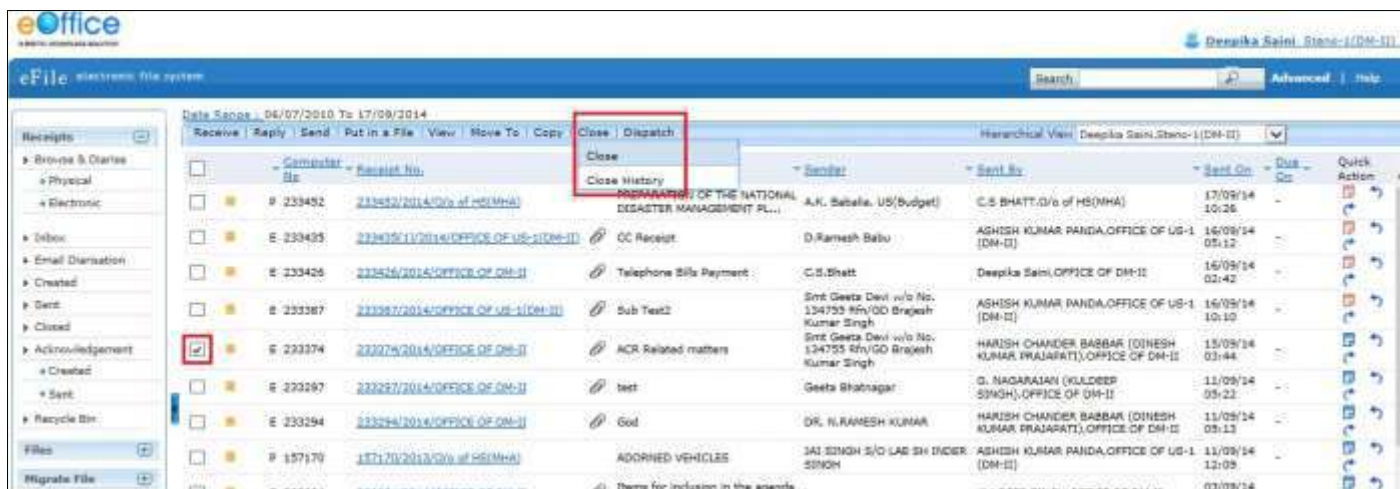 eOffice
A DIGITAL WORKPLACE SOLUTION
Deepika Saini Steno-1(DM-II)
eFile electronic file system
Search
Advanced | Help
Date Range : 06/07/2010 To 17/09/2014
Receive | Reply | Send | Put in a File | View | Move To | Copy | Close | Dispatch
Hierarchical View Deepika Saini,Steno-1(DM-II)
Close
Close History
Receipts
Browse & Diarise
Physical
Electronic
Inbox
Email Diarisation
Created
Sent
Closed
Acknowledgement
Created
Sent
Recycle Bin
Files
Migrate File
Computer No Receipt No. Sender Sent By Sent On Due On Quick Action
P 233452 233452/2014/O/o of HS(MHA) PREPARATION OF THE NATIONAL DISASTER MANAGEMENT PL... A.K. Sabalia, US(Budget) C.S BHATT,O/o of HS(MHA) 17/09/14 10:26 -
E 233435 233435(1)/2014/OFFICE OF US-1(DM-II) CC Receipt D.Ramesh Babu ASHISH KUMAR PANDA,OFFICE OF US-1 (DM-II) 16/09/14 05:12 -
E 233426 233426/2014/OFFICE OF DM-II Telephone Bills Payment C.S.Bhatt Deepika Saini,OFFICE OF DM-II 16/09/14 02:42 -
E 233387 233387/2014/OFFICE OF US-1(DM-II) Sub Test2 Smt Geeta Devi w/o No. 134755 Rfn/GD Brajesh Kumar Singh ASHISH KUMAR PANDA,OFFICE OF US-1 (DM-II) 16/09/14 10:10 -
E 233374 233374/2014/OFFICE OF DM-II ACR Related matters Smt Geeta Devi w/o No. 134755 Rfn/GD Brajesh Kumar Singh HARISH CHANDER BABBAR (DINESH KUMAR PRAJAPATI),OFFICE OF DM-II 15/09/14 03:44 -
E 233297 233297/2014/OFFICE OF DM-II test Geeta Bhatnagar G. NAGARAJAN (KULDEEP SINGH),OFFICE OF DM-II 11/09/14 05:22 -
E 233294 233294/2014/OFFICE OF DM-II God DR. N.RAMESH KUMAR HARISH CHANDER BABBAR (DINESH KUMAR PRAJAPATI),OFFICE OF DM-II 11/09/14 05:13 -
P 157170 157170/2013/O/o of HS(MHA) ADORNED VEHICLES JAI SINGH S/O LAB SH INDER SINGH ASHISH KUMAR PANDA,OFFICE OF US-1 (DM-II) 11/09/14 12:09 -
Items for inclusion in the agenda 03/09/14